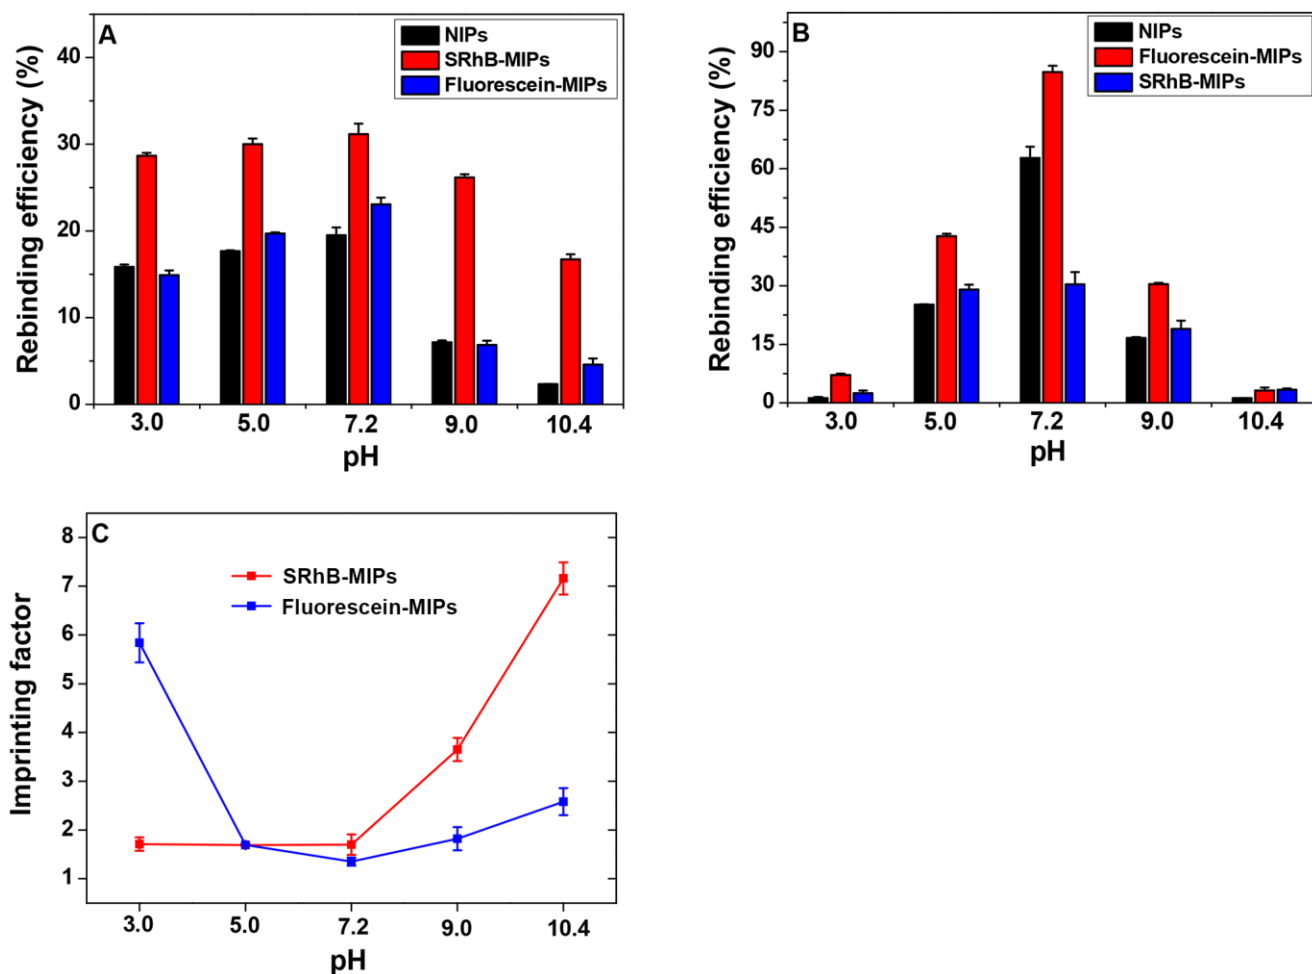 A
NIPs
SRhB-MIPs
Fluorescein-MIPs
Rebinding efficiency (%)
40
30
20
10
0
3.0 5.0 7.2 9.0 10.4
pH
B
NIPs
Fluorescein-MIPs
SRhB-MIPs
Rebinding efficiency (%)
90
75
60
45
30
15
0
3.0 5.0 7.2 9.0 10.4
pH
C
SRhB-MIPs
Fluorescein-MIPs
Imprinting factor
8
7
6
5
4
3
2
1
3.0 5.0 7.2 9.0 10.4
pH